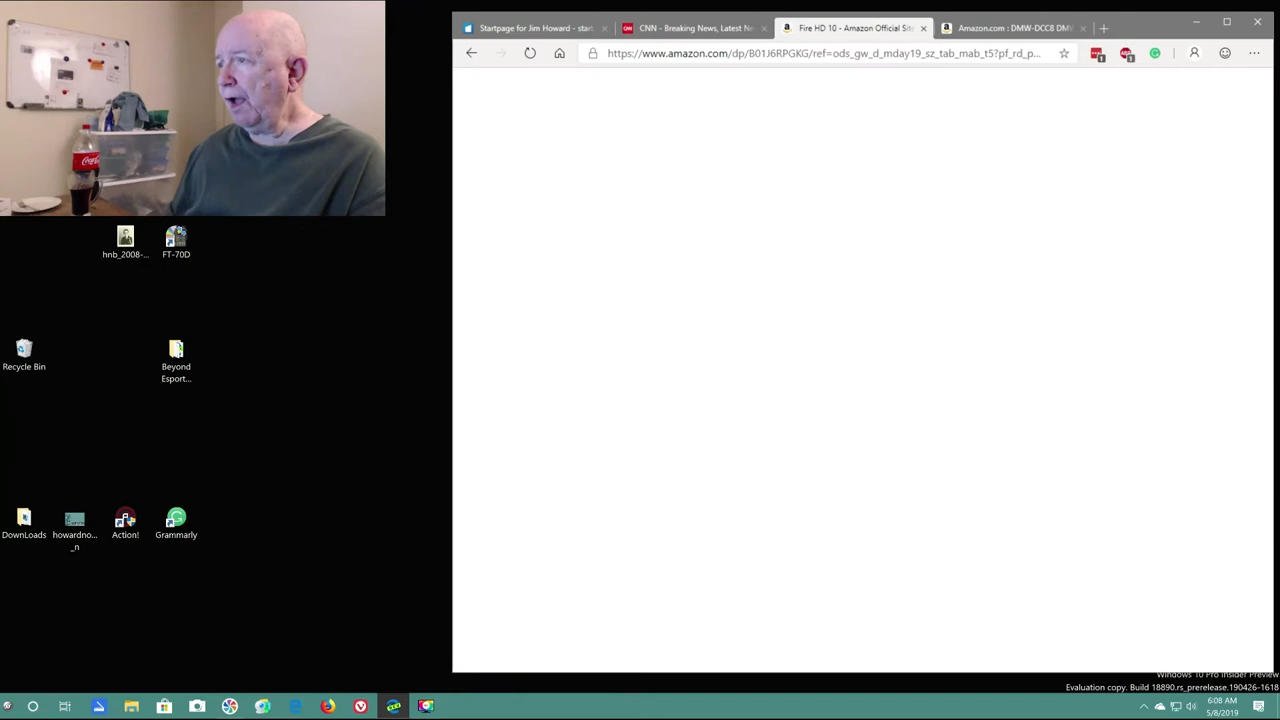 Startpage for Jim Howard - start
CNN - Breaking News, Latest Ne
Fire HD 10 - Amazon Official Site
Amazon.com : DMW-DCC8 DMW
https://www.amazon.com/dp/B01J6RPGKG/ref=ods_gw_d_mday19_sz_tab_mab_t5?pf_rd_p...
hnb_2008-...
FT-70D
Recycle Bin
Beyond
Esport...
DownLoads
howardno...
_n
Action!
Grammarly
Windows 10 Pro Insider Preview
Evaluation copy. Build 18890.rs_prerelease.190426-1618
6:08 AM
5/8/2019